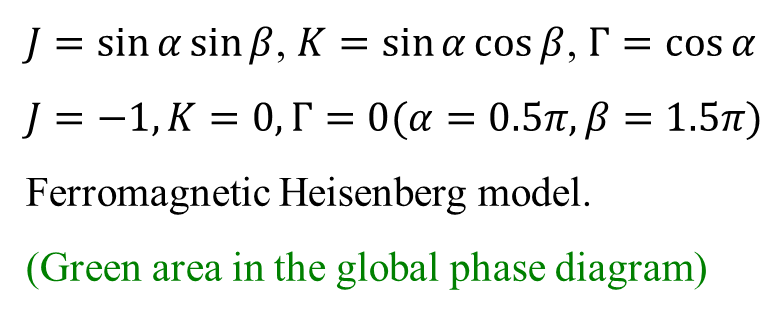 J = sin α sin β, K = sin α cos β, Γ = cos α
J = −1, K = 0, Γ = 0(α = 0.5π, β = 1.5π)
Ferromagnetic Heisenberg model.
(Green area in the global phase diagram)